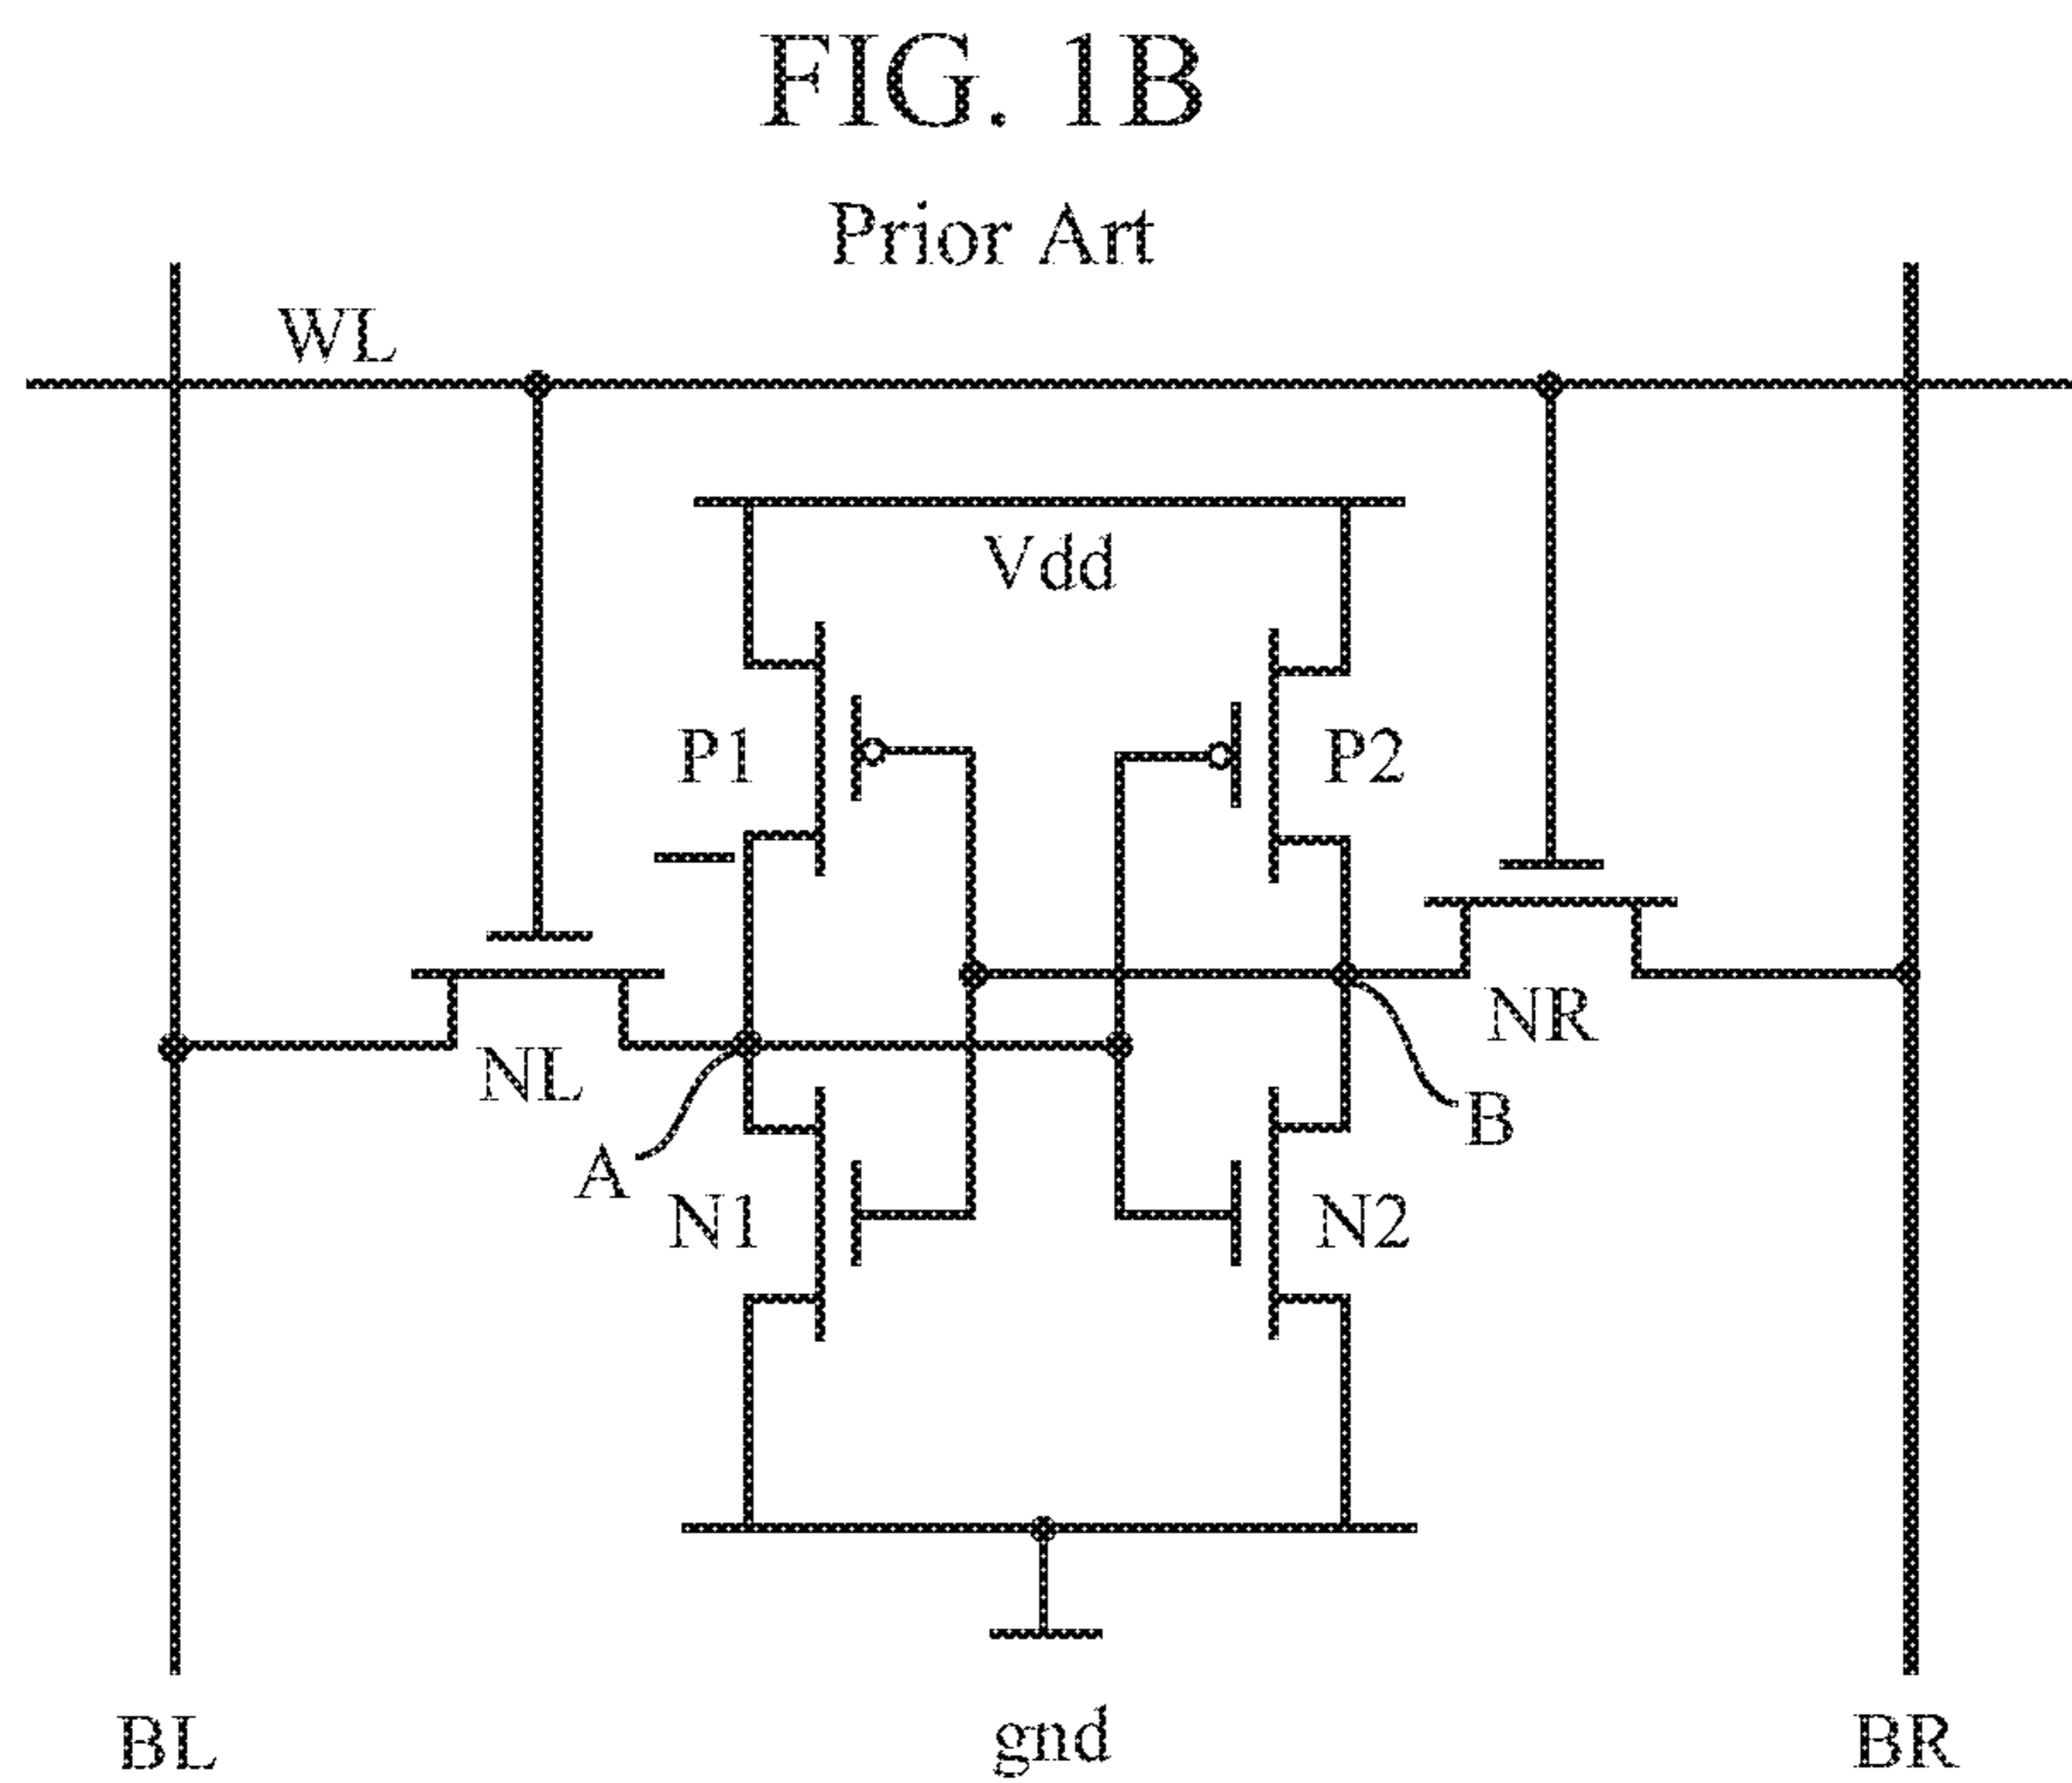 FIG. 1B
Prior Art
WL
Vdd
P1
P2
NR
NL
B
A
N1
N2
BL
gnd
BR